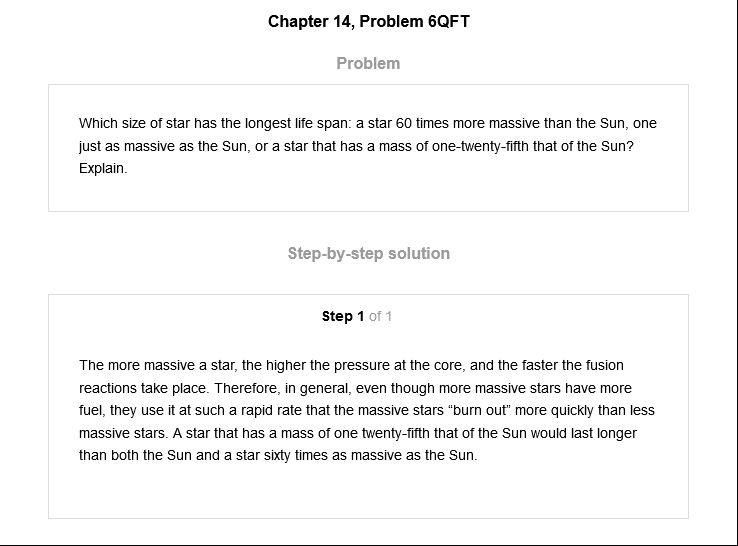 Chapter 14, Problem 6QFT
Problem
Which size of star has the longest life span: a star 60 times more massive than the Sun, one
just as massive as the Sun, or a star that has a mass of one-twenty-fifth that of the Sun?
Explain.
Step-by-step solution
Step 1 of 1
The more massive a star, the higher the pressure at the core, and the faster the fusion
reactions take place. Therefore, in general, even though more massive stars have more
fuel, they use it at such a rapid rate that the massive stars “burn out” more quickly than less
massive stars. A star that has a mass of one twenty-fifth that of the Sun would last longer
than both the Sun and a star sixty times as massive as the Sun.